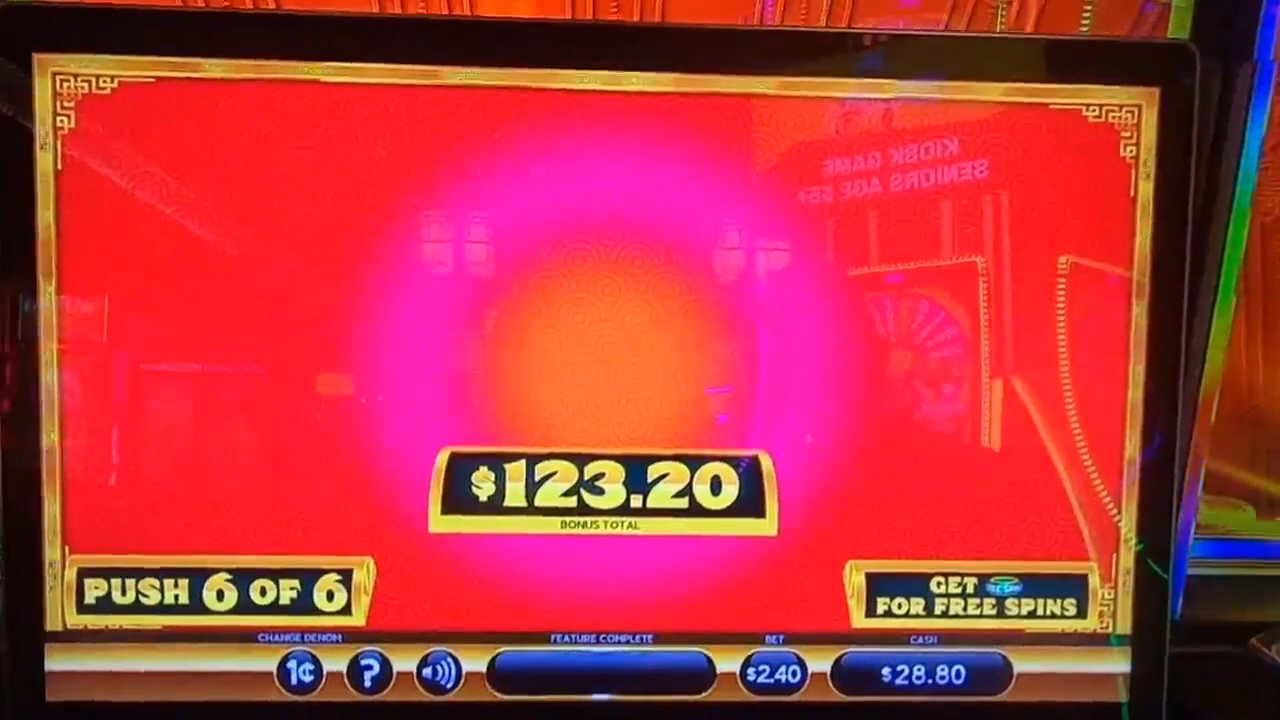 KIOSK GAME
SENIORS AGE 55+
$123.20
BONUS TOTAL
PUSH 6 OF 6
GET
FOR FREE SPINS
CHANGE DENOM
FEATURE COMPLETE
BET
CASH
1¢
?
$2.40
$28.80